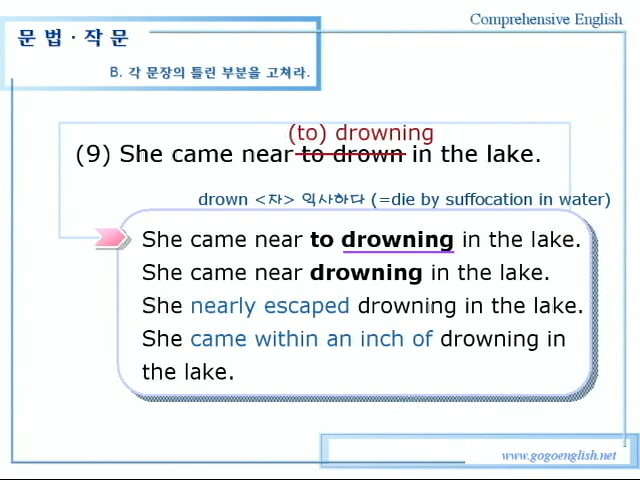 Comprehensive English
문 법 · 작 문
B. 각 문장의 틀린 부분을 고쳐라.
(to) drowning
(9) She came near to drown in the lake.
drown <자> 익사하다 (=die by suffocation in water)
She came near to drowning in the lake.
She came near drowning in the lake.
She nearly escaped drowning in the lake.
She came within an inch of drowning in
the lake.
www.gogoenglish.net